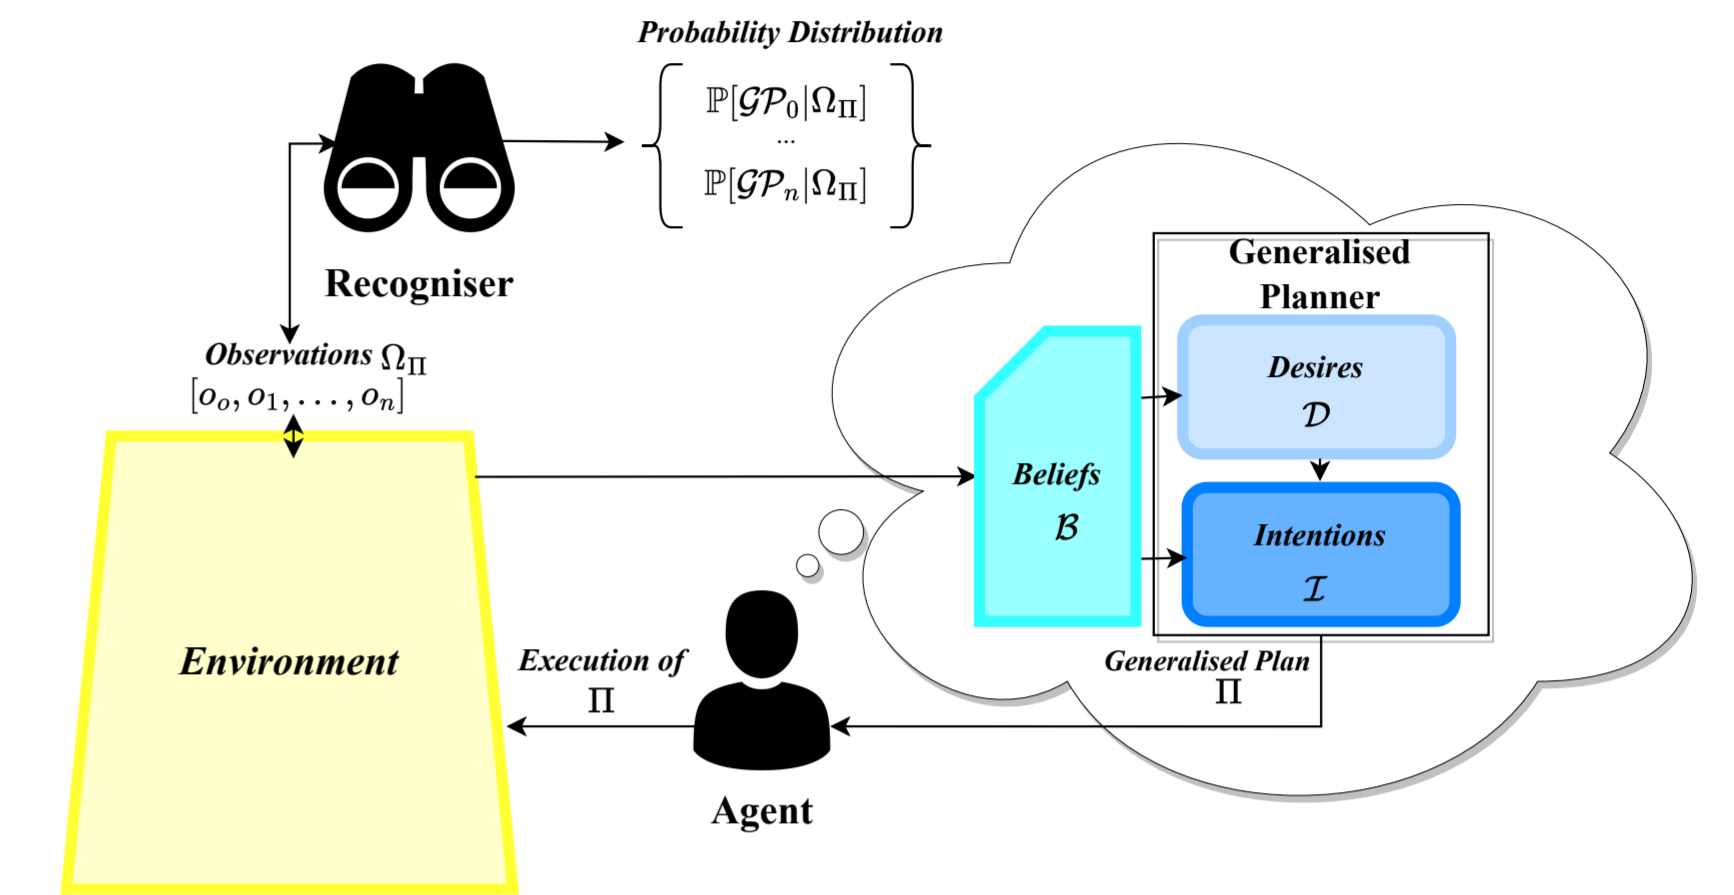 Probability Distribution
ℙ[𝒢𝒫₀|Ω_Π]
...
ℙ[𝒢𝒫ₙ|Ω_Π]
Recogniser
Observations Ω_Π
[oₒ, o₁, . . . , oₙ]
Environment
Execution of
Π
Agent
Beliefs
ℬ
Generalised
Planner
Desires
𝒟
Intentions
ℐ
Generalised Plan
Π